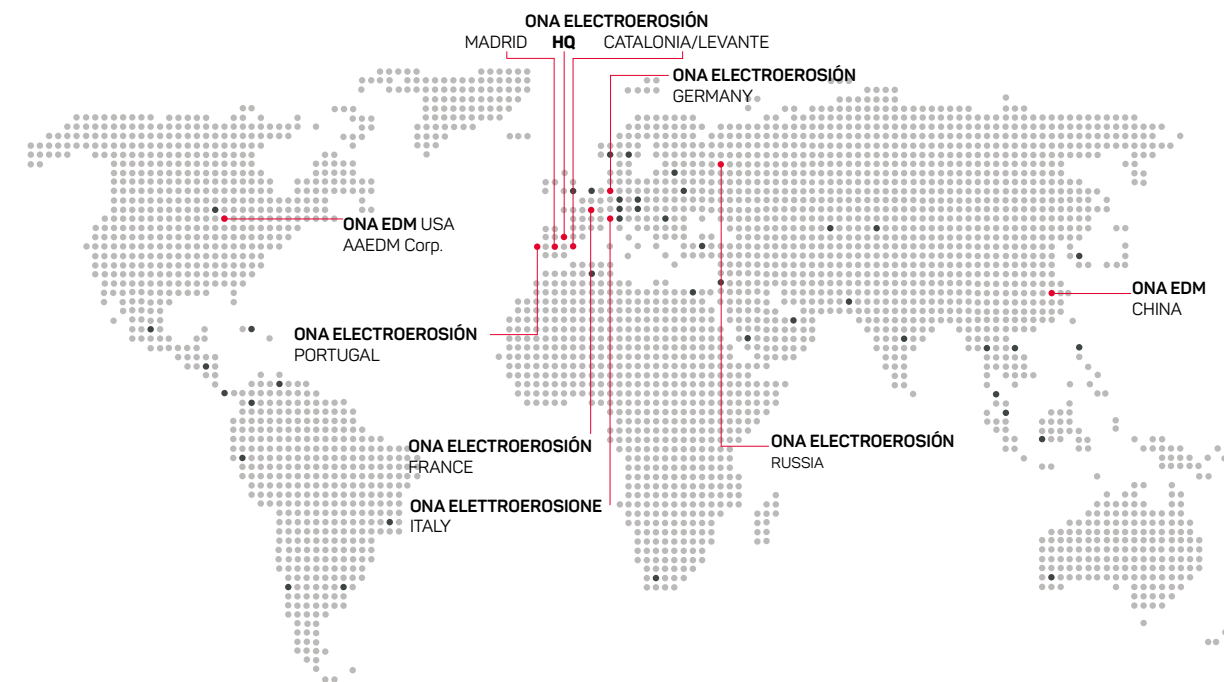 ONA ELECTROEROSIÓN
MADRID HQ CATALONIA/LEVANTE
ONA ELECTROEROSIÓN
GERMANY
ONA EDM USA
AAEDM Corp.
ONA EDM
CHINA
ONA ELECTROEROSIÓN
PORTUGAL
ONA ELECTROEROSIÓN
FRANCE
ONA ELECTROEROSIÓN
RUSSIA
ONA ELETTROEROSIONE
ITALY